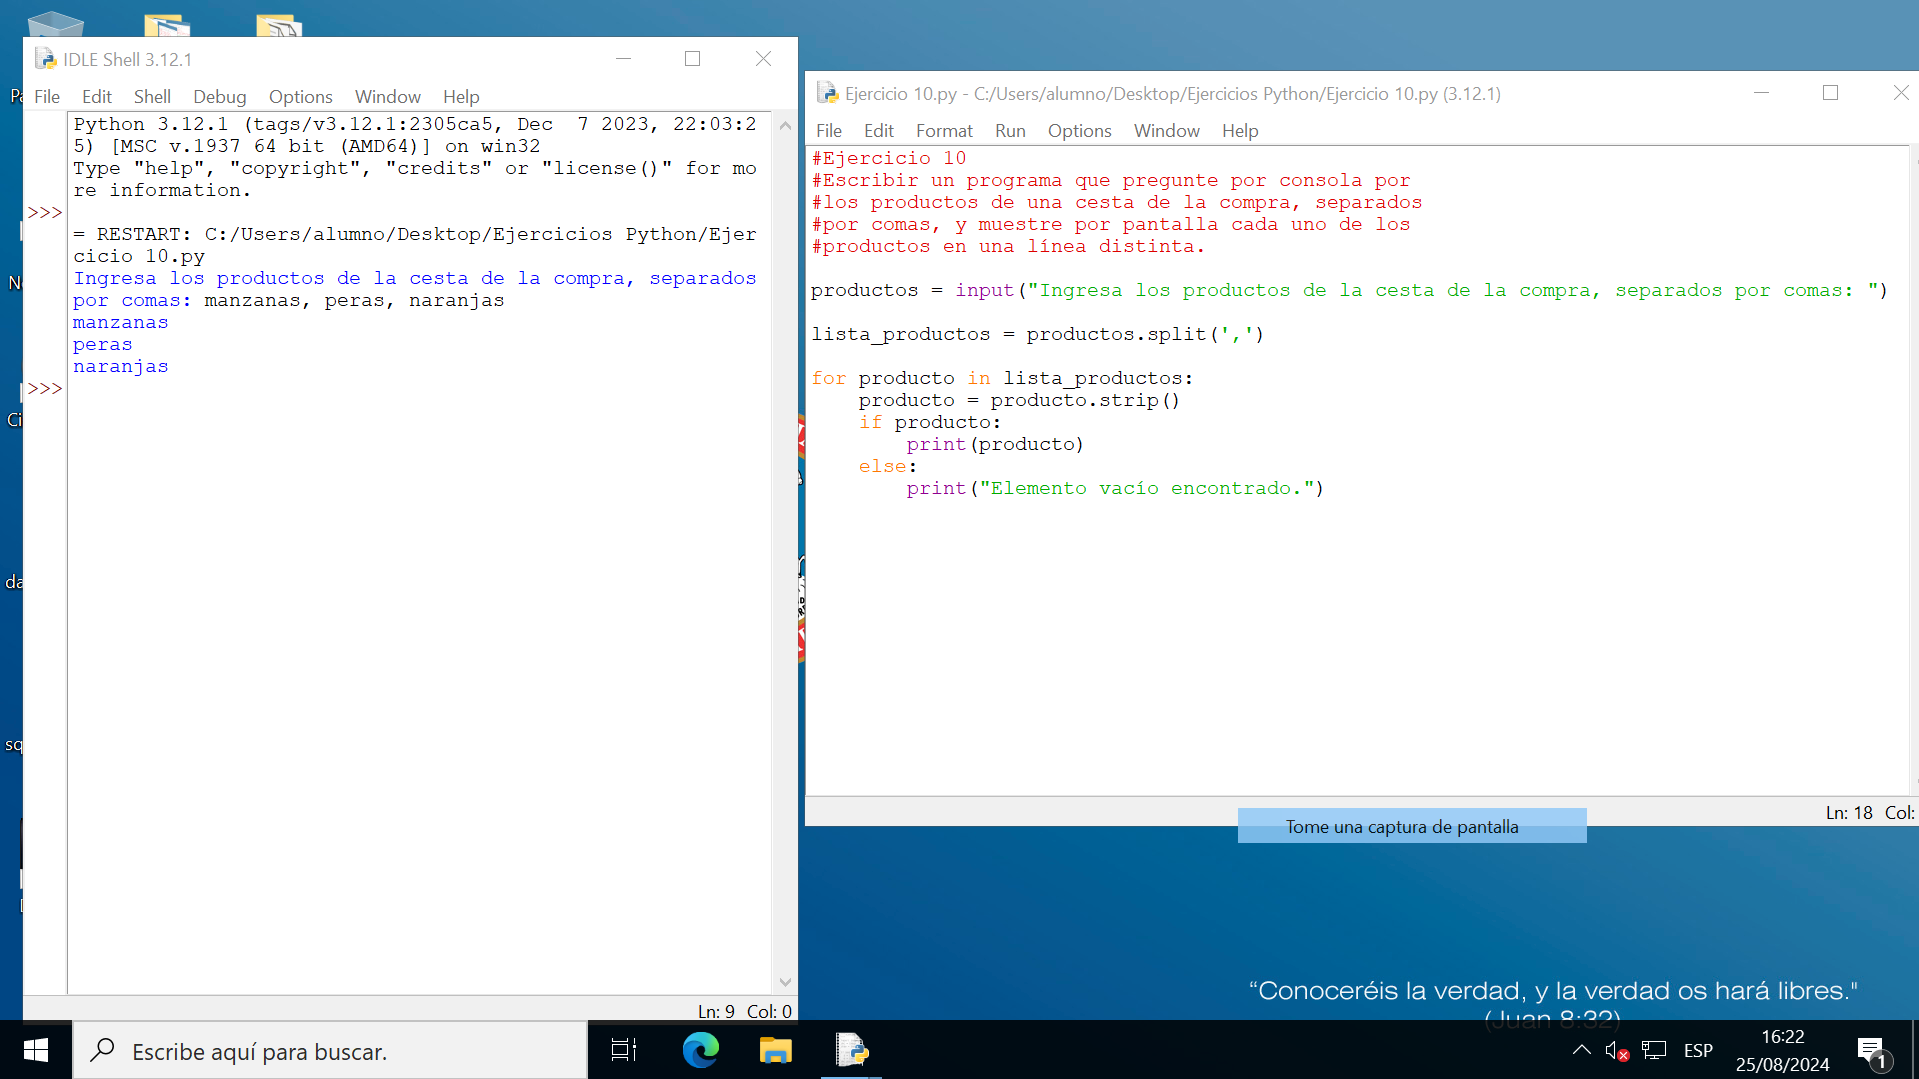 IDLE Shell 3.12.1
File Edit Shell Debug Options Window Help
Python 3.12.1 (tags/v3.12.1:2305ca5, Dec  7 2023, 22:03:2
5) [MSC v.1937 64 bit (AMD64)] on win32
Type "help", "copyright", "credits" or "license()" for mo
re information.
>>>
= RESTART: C:/Users/alumno/Desktop/Ejercicios Python/Ejer
cicio 10.py
Ingresa los productos de la cesta de la compra, separados
por comas: manzanas, peras, naranjas
manzanas
peras
naranjas
>>>
Ln: 9 Col: 0
Ejercicio 10.py - C:/Users/alumno/Desktop/Ejercicios Python/Ejercicio 10.py (3.12.1)
File Edit Format Run Options Window Help
#Ejercicio 10
#Escribir un programa que pregunte por consola por
#los productos de una cesta de la compra, separados
#por comas, y muestre por pantalla cada uno de los
#productos en una línea distinta.
productos = input("Ingresa los productos de la cesta de la compra, separados por comas: ")
lista_productos = productos.split(',')
for producto in lista_productos:
    producto = producto.strip()
    if producto:
        print(producto)
    else:
        print("Elemento vacío encontrado.")
Ln: 18 Col:
Tome una captura de pantalla
“Conoceréis la verdad, y la verdad os hará libres."
(Juan 8:32)
Escribe aquí para buscar.
ESP
16:22
25/08/2024
1